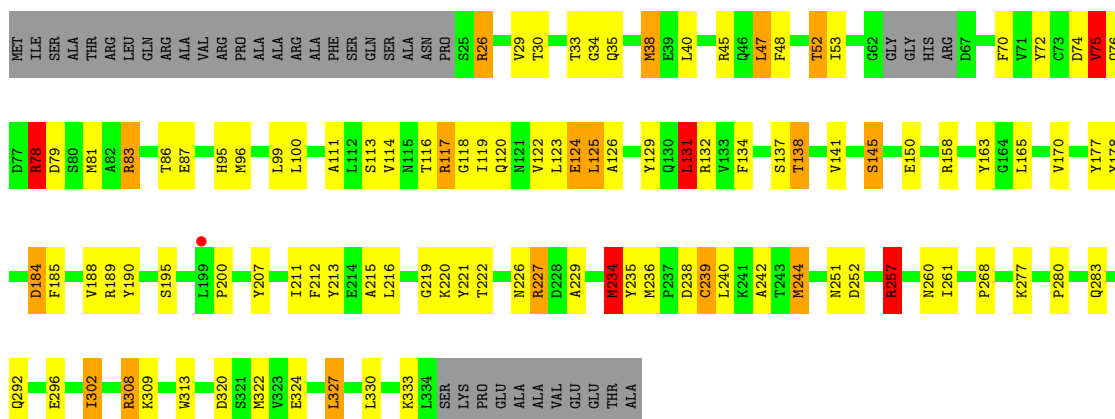 MET ILE SER ALA THR ARG LEU GLN ARG ALA VAL ARG PRO ALA ALA ALA ARG ALA PHE SER GLN SER ALA ASN PRO S25 R26 V29 T30 T33 G34 Q35 M38 E39 L40 R45 Q46 L47 F48 T52 I53 G62 GLY GLY HIS ARG D67 F70 V71 Y72 C73 D74 V75
D77 R78 D79 S80 M81 A82 R83 T86 E87 H95 M96 L99 L100 A111 L112 S113 V114 N115 T116 R117 G118 I119 Q120 N121 V122 L123 E124 L125 A126 Y129 Q130 L131 R132 V133 F134 S137 T138 V141 S145 E150 R158 Y163 G164 L165 V170 Y177
D184 F185 V188 R189 Y190 S195 L199 P200 Y207 I211 F212 Y213 E214 A215 L216 G219 K220 Y221 T222 N226 R227 D228 A229 M234 Y235 M236 P237 D238 C239 L240 K241 A242 T243 M244 N251 D252 R257 N260 I261 P268 K277 P280 Q283
Q292 E296 I302 R308 K309 W313 D320 S321 M322 V323 E324 L327 L330 K333 L334 SER LYS PRO GLU ALA ALA VAL GLU GLU THR ALA